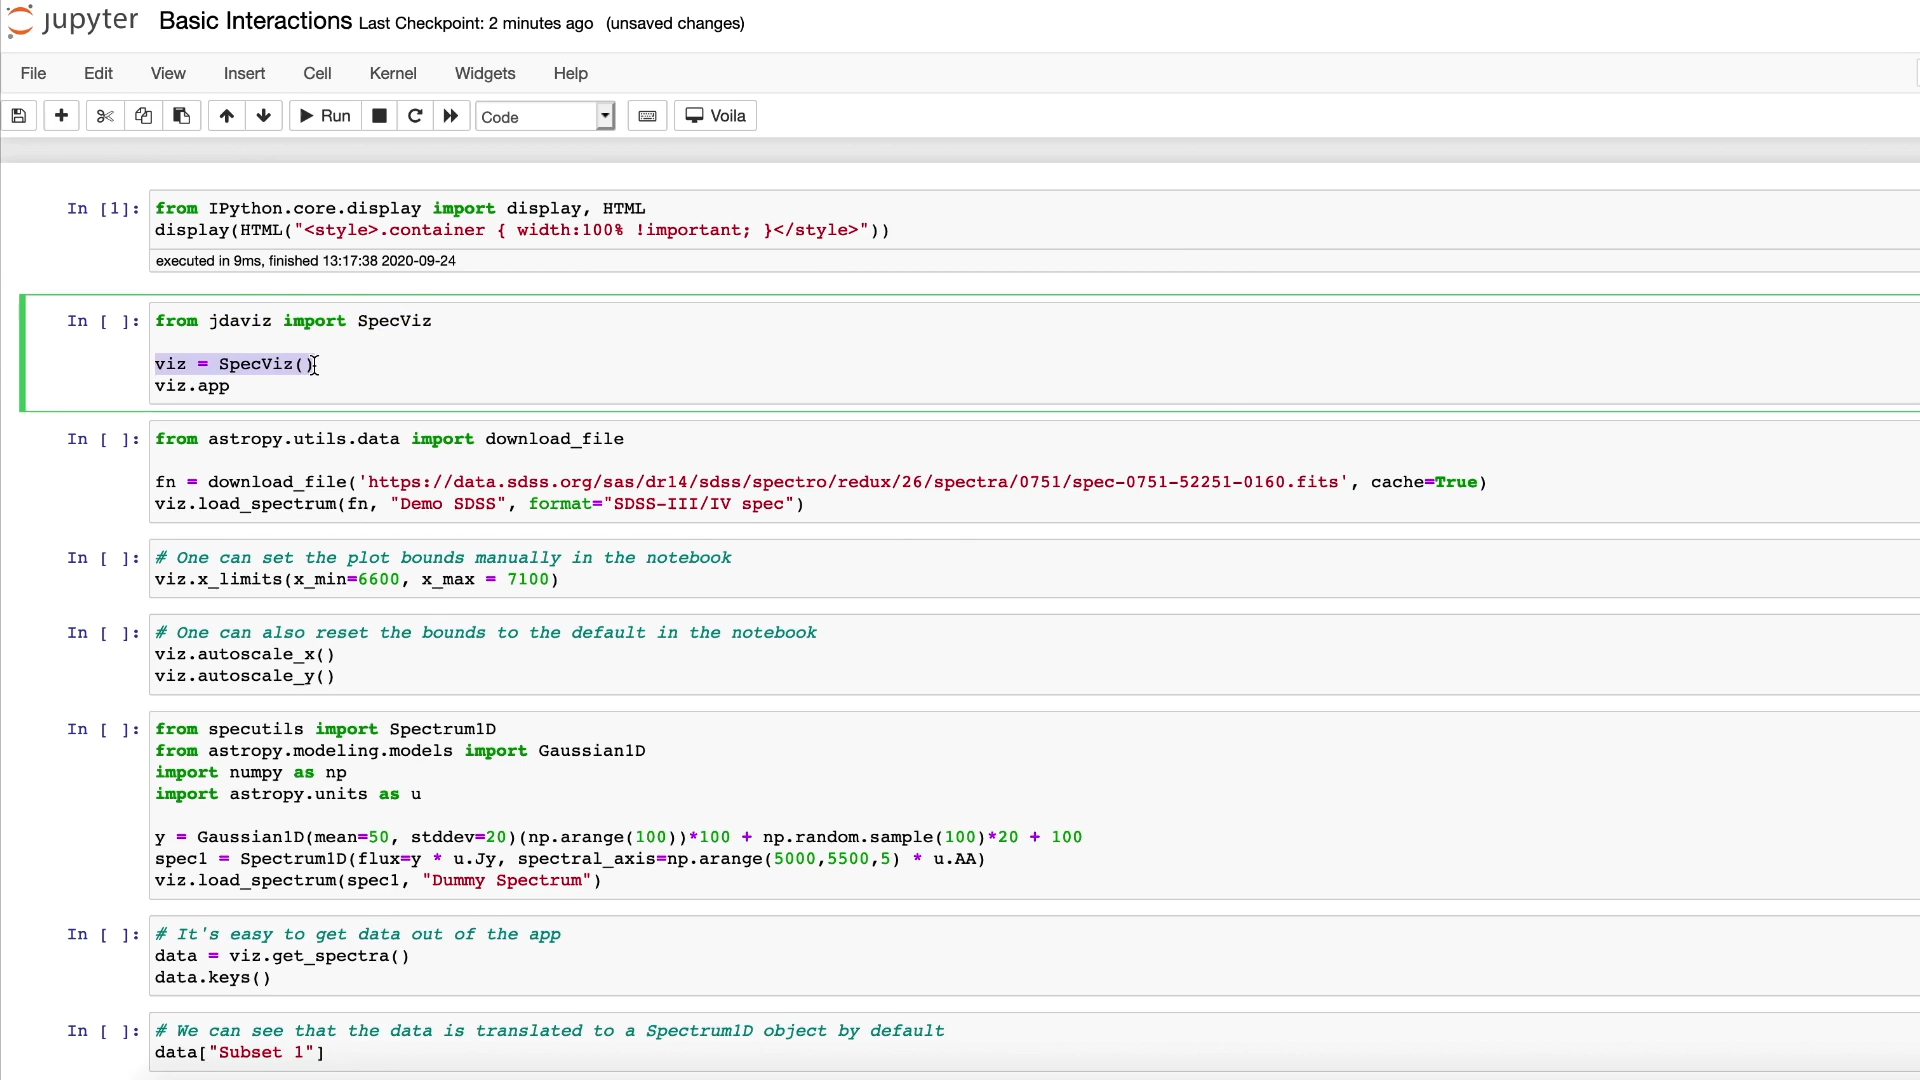 jupyter Basic Interactions Last Checkpoint: 2 minutes ago (unsaved changes)
File Edit View Insert Cell Kernel Widgets Help
Run Code Voila
In [1]: from IPython.core.display import display, HTML
display(HTML("<style>.container { width:100% !important; }</style>"))
executed in 9ms, finished 13:17:38 2020-09-24
In [ ]: from jdaviz import SpecViz
viz = SpecViz()
viz.app
In [ ]: from astropy.utils.data import download_file
fn = download_file('https://data.sdss.org/sas/dr14/sdss/spectro/redux/26/spectra/0751/spec-0751-52251-0160.fits', cache=True)
viz.load_spectrum(fn, "Demo SDSS", format="SDSS-III/IV spec")
In [ ]: # One can set the plot bounds manually in the notebook
viz.x_limits(x_min=6600, x_max = 7100)
In [ ]: # One can also reset the bounds to the default in the notebook
viz.autoscale_x()
viz.autoscale_y()
In [ ]: from specutils import Spectrum1D
from astropy.modeling.models import Gaussian1D
import numpy as np
import astropy.units as u
y = Gaussian1D(mean=50, stddev=20)(np.arange(100))*100 + np.random.sample(100)*20 + 100
spec1 = Spectrum1D(flux=y * u.Jy, spectral_axis=np.arange(5000,5500,5) * u.AA)
viz.load_spectrum(spec1, "Dummy Spectrum")
In [ ]: # It's easy to get data out of the app
data = viz.get_spectra()
data.keys()
In [ ]: # We can see that the data is translated to a Spectrum1D object by default
data["Subset 1"]